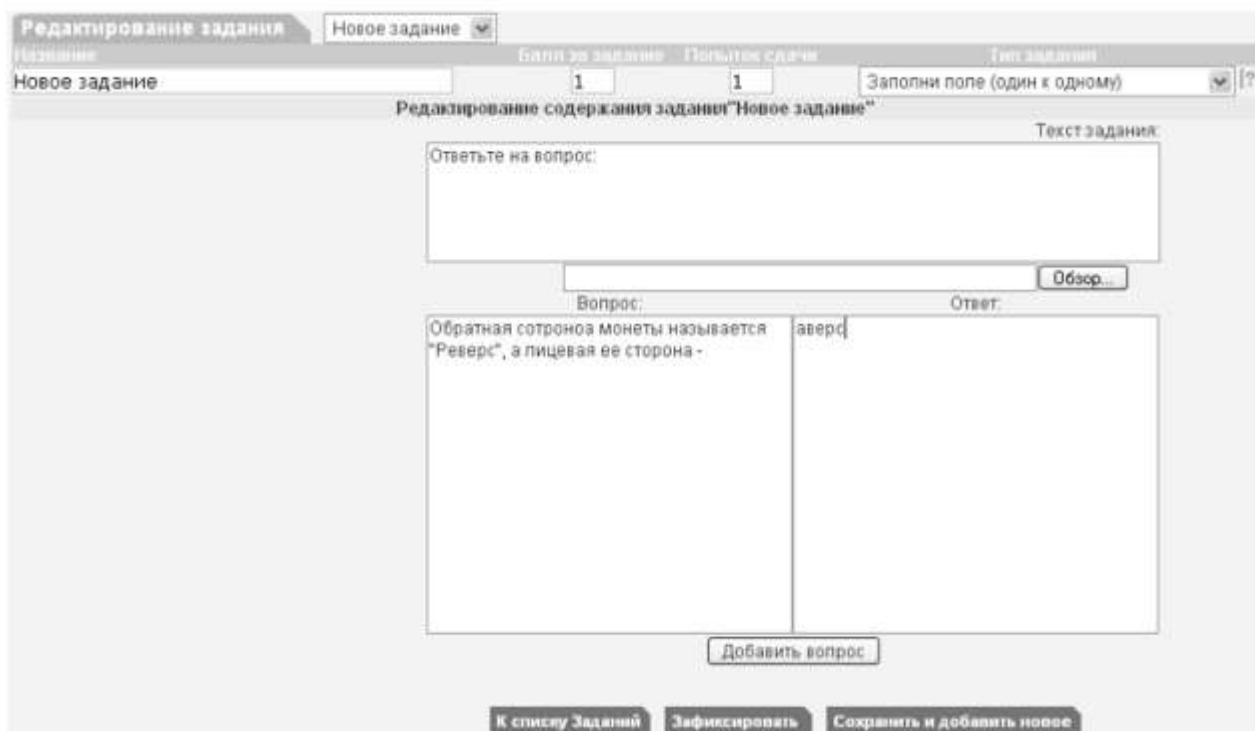 Редактирование задания Новое задание
Название Балл за задание Попыток сдачи Тип задания
Новое задание 1 1 Заполни поле (один к одному) [?
Редактирование содержания задания"Новое задание"
Текст задания:
Ответьте на вопрос:
Обзор...
Вопрос: Ответ:
Обратная сотроноа монеты называется аверс
"Реверс", а лицевая ее сторона -
Добавить вопрос
К списку Заданий Зафиксировать Сохранить и добавить новое